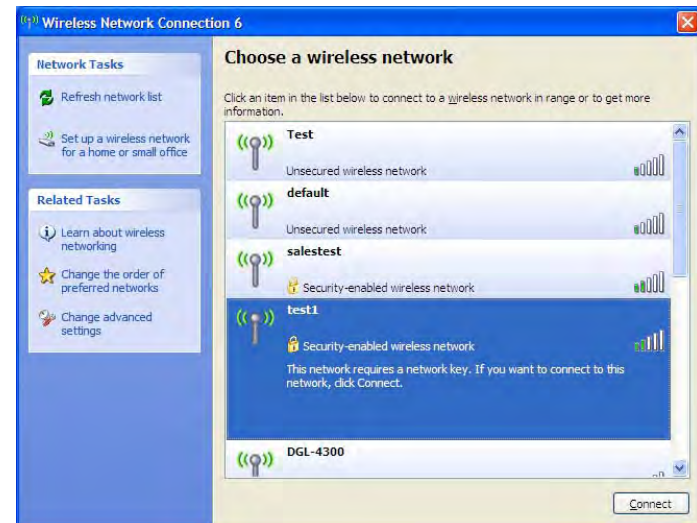 Wireless Network Connection 6
Network Tasks
Refresh network list
Set up a wireless network
for a home or small office
Related Tasks
Learn about wireless
networking
Change the order of
preferred networks
Change advanced
settings
Choose a wireless network
Click an item in the list below to connect to a wireless network in range or to get more
information.
Test
Unsecured wireless network
default
Unsecured wireless network
salestest
Security-enabled wireless network
test1
Security-enabled wireless network
This network requires a network key. If you want to connect to this
network, click Connect.
DGL-4300
Connect